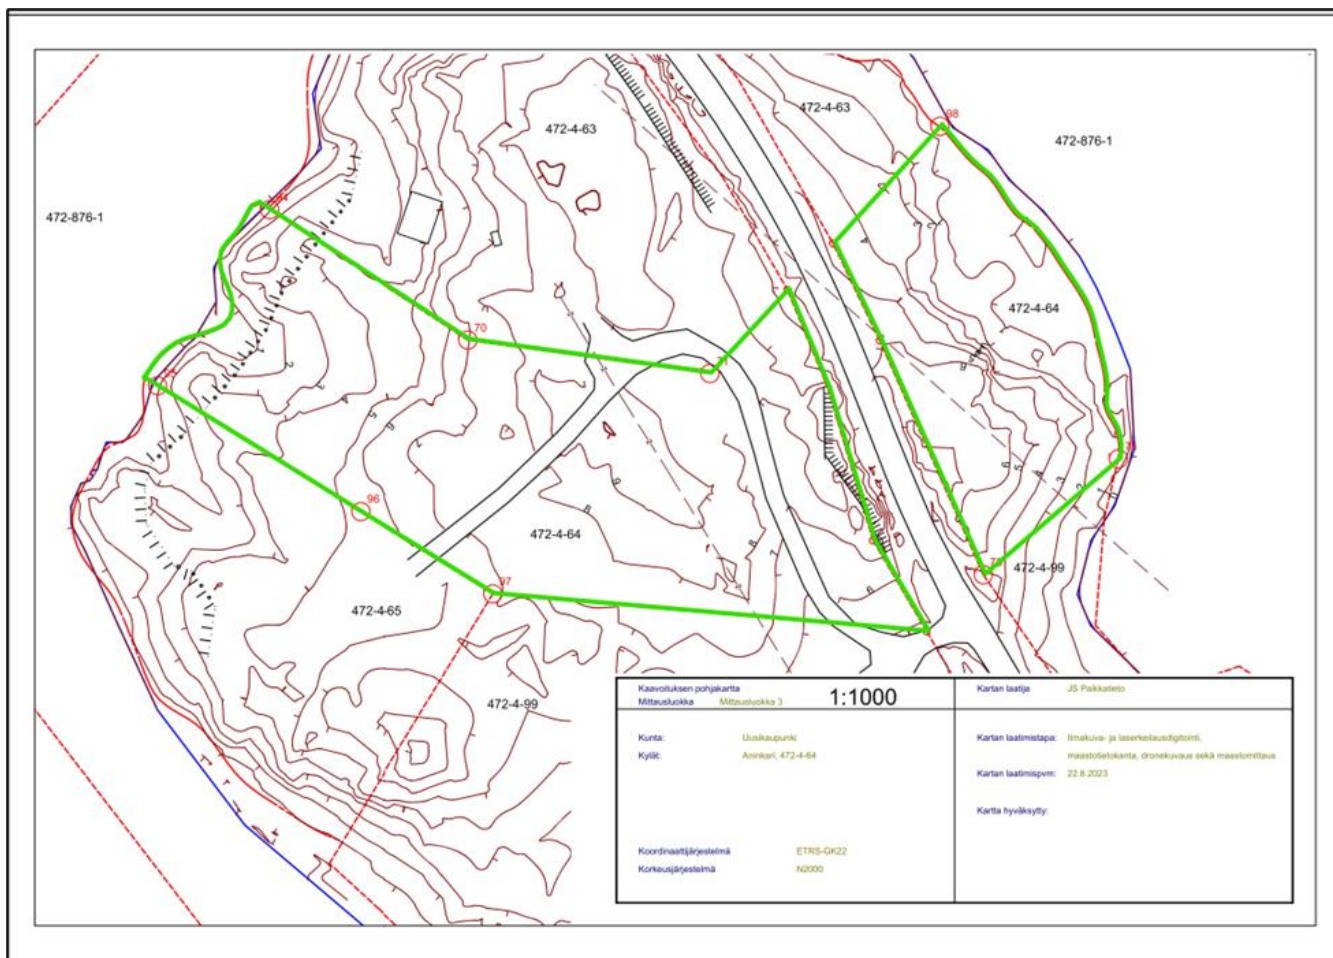 472-4-63
472-4-63
98
472-876-1
472-876-1
70
472-4-64
96
472-4-64
97
472-4-99
472-4-65
472-4-99
Kaavoituksen pohjakartta
Mittausluokka Mittausluokka 3
1:1000
Kunta: Uusikaupunki
Kylät: Aninkari, 472-4-64
Koordinaattijärjestelmä ETRS-GK22
Korkeusjärjestelmä N2000
Kartan laatija JS Paikkatieto
Kartan laatimistapa: Ilmakuva- ja laserkeilausdigitointi,
maastotietokanta, dronekuvaus sekä maastomittaus
Kartan laatimispvm: 22.8.2023
Kartta hyväksytty: